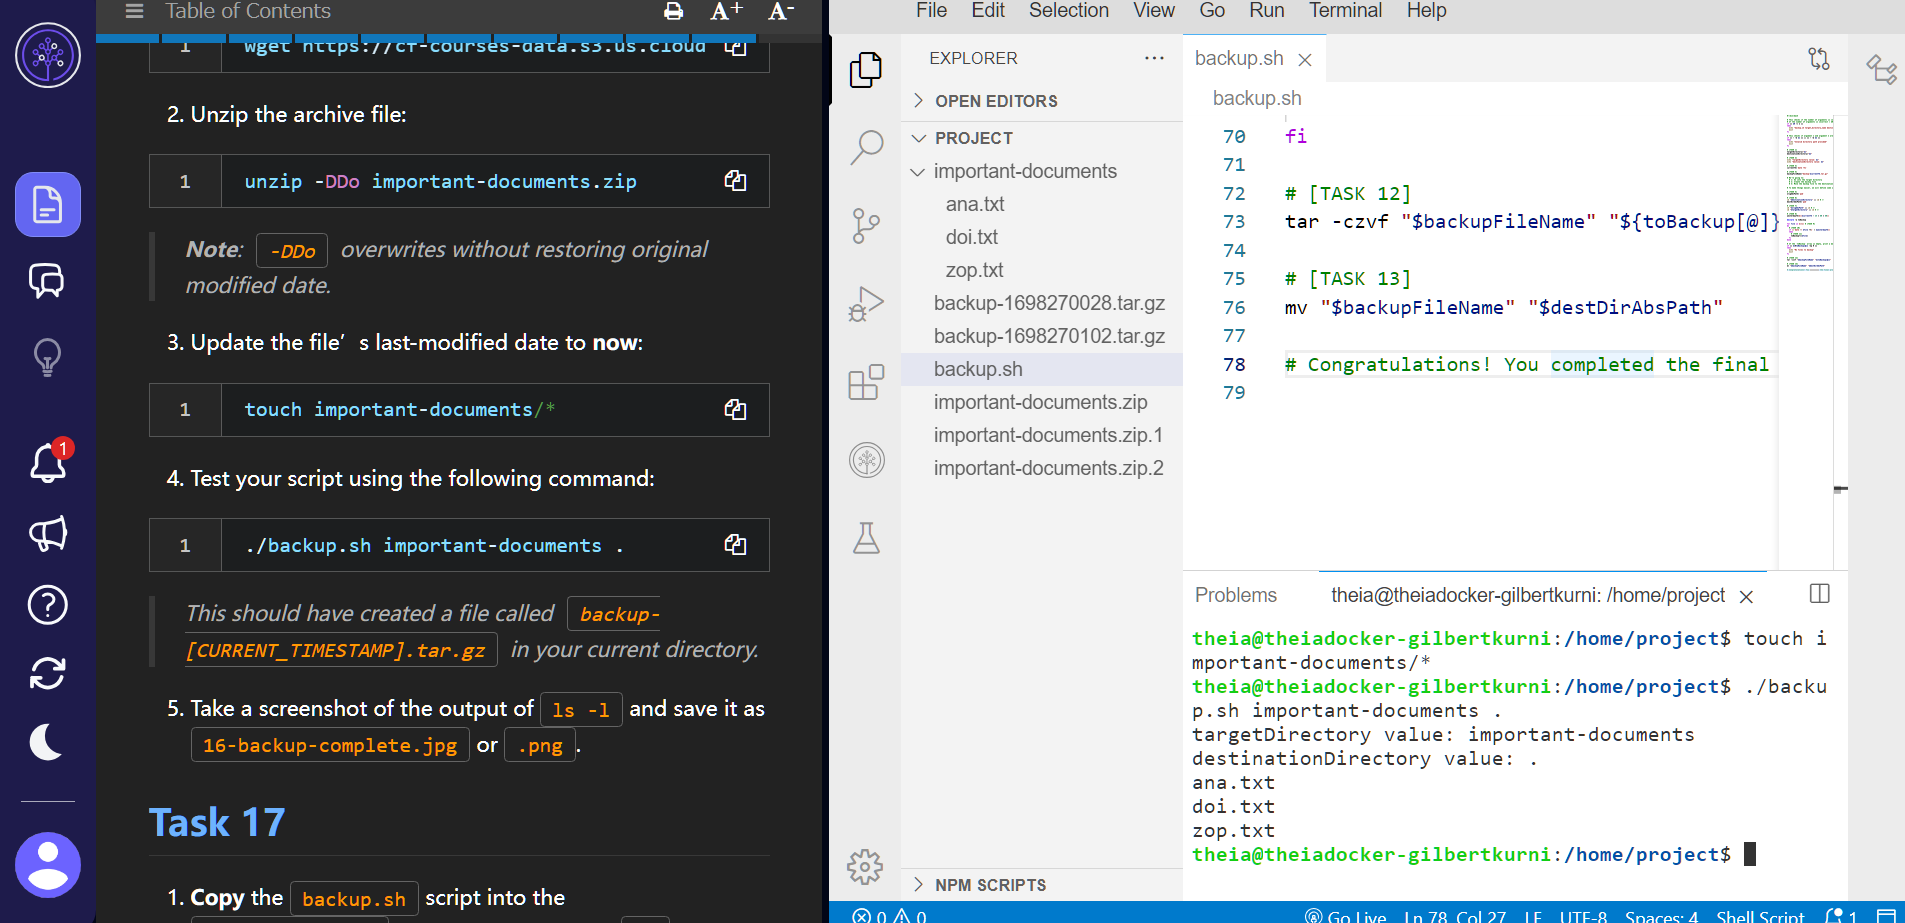 Table of Contents
A+ A-
1 wget https://cf-courses-data.s3.us.cloud
2. Unzip the archive file:
1 unzip -DDo important-documents.zip
Note: -DDo overwrites without restoring original
modified date.
3. Update the file’s last-modified date to now:
1 touch important-documents/*
4. Test your script using the following command:
1 ./backup.sh important-documents .
This should have created a file called backup-
[CURRENT_TIMESTAMP].tar.gz in your current directory.
5. Take a screenshot of the output of ls -l and save it as
16-backup-complete.jpg or .png.
Task 17
1. Copy the backup.sh script into the
1
File Edit Selection View Go Run Terminal Help
EXPLORER
OPEN EDITORS
PROJECT
important-documents
ana.txt
doi.txt
zop.txt
backup-1698270028.tar.gz
backup-1698270102.tar.gz
backup.sh
important-documents.zip
important-documents.zip.1
important-documents.zip.2
NPM SCRIPTS
backup.sh
backup.sh
70 fi
71
72 # [TASK 12]
73 tar -czvf "$backupFileName" "${toBackup[@]}
74
75 # [TASK 13]
76 mv "$backupFileName" "$destDirAbsPath"
77
78 # Congratulations! You completed the final
79
Problems theia@theiadocker-gilbertkurni: /home/project
theia@theiadocker-gilbertkurni:/home/project$ touch i
mportant-documents/*
theia@theiadocker-gilbertkurni:/home/project$ ./backu
p.sh important-documents .
targetDirectory value: important-documents
destinationDirectory value: .
ana.txt
doi.txt
zop.txt
theia@theiadocker-gilbertkurni:/home/project$
0 0 Go Live Ln 78, Col 27 LF UTF-8 Spaces: 4 Shell Script 1